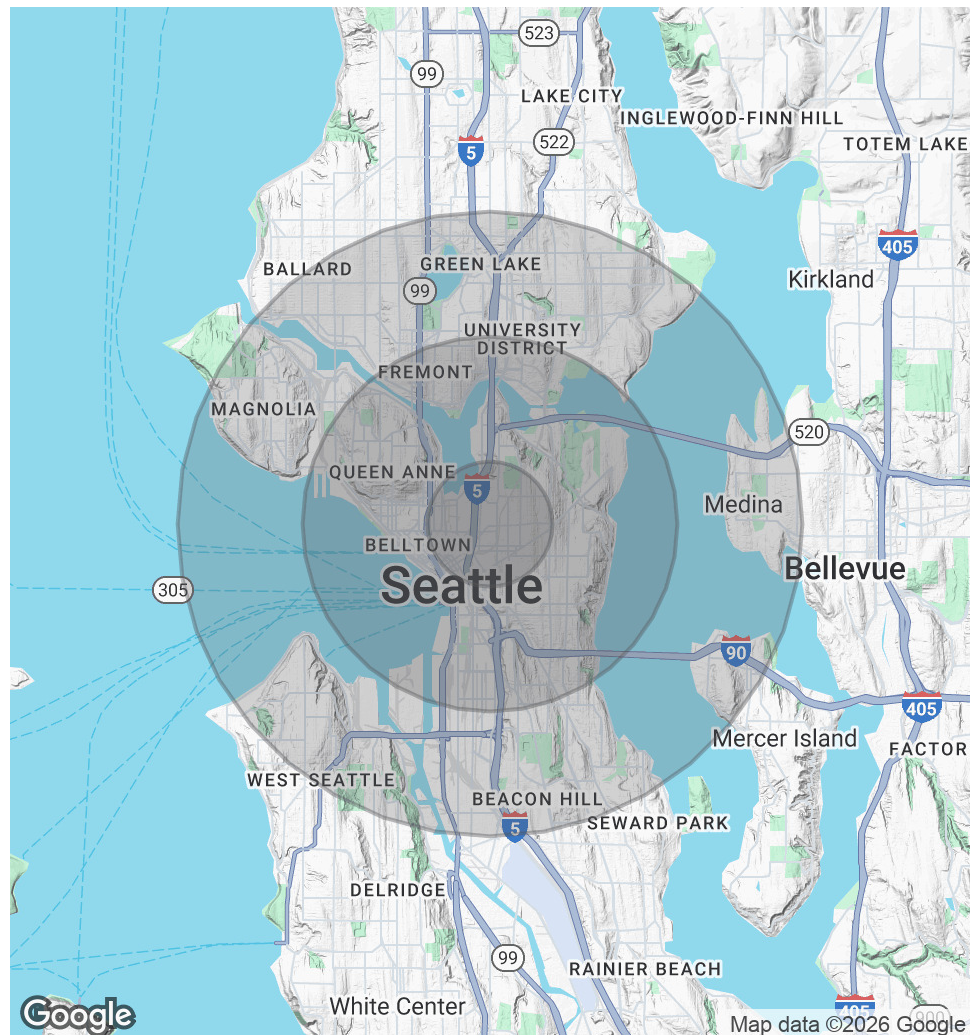 523
99
LAKE CITY
INGLEWOOD-FINN HILL
522
TOTEM LAKE
5
405
BALLARD
GREEN LAKE
Kirkland
99
UNIVERSITY
DISTRICT
FREMONT
MAGNOLIA
520
QUEEN ANNE
5
Medina
BELLTOWN
Bellevue
Seattle
305
90
405
Mercer Island
FACTOR
WEST SEATTLE
BEACON HILL
5
SEWARD PARK
DELRIDGE
99
RAINIER BEACH
White Center
405
900
Google
Map data ©2026 Google